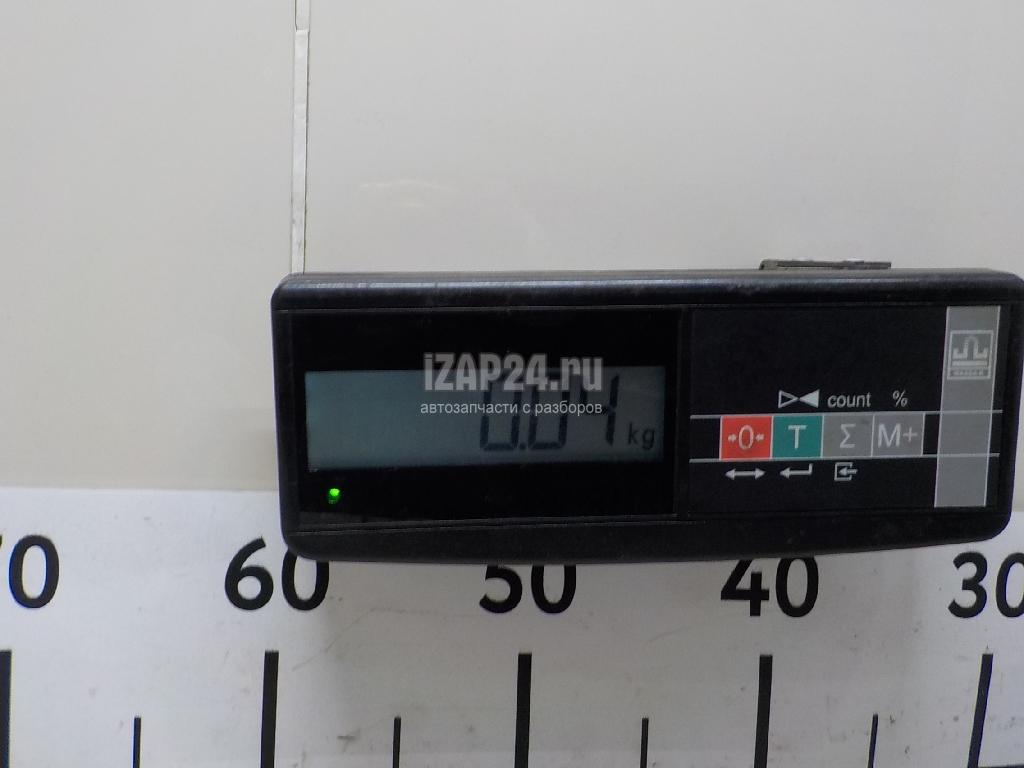 iZAP24.ru
автозапчасти с разборов
0.04 kg
count %
→0← T Σ M+
70 60 50 40 30